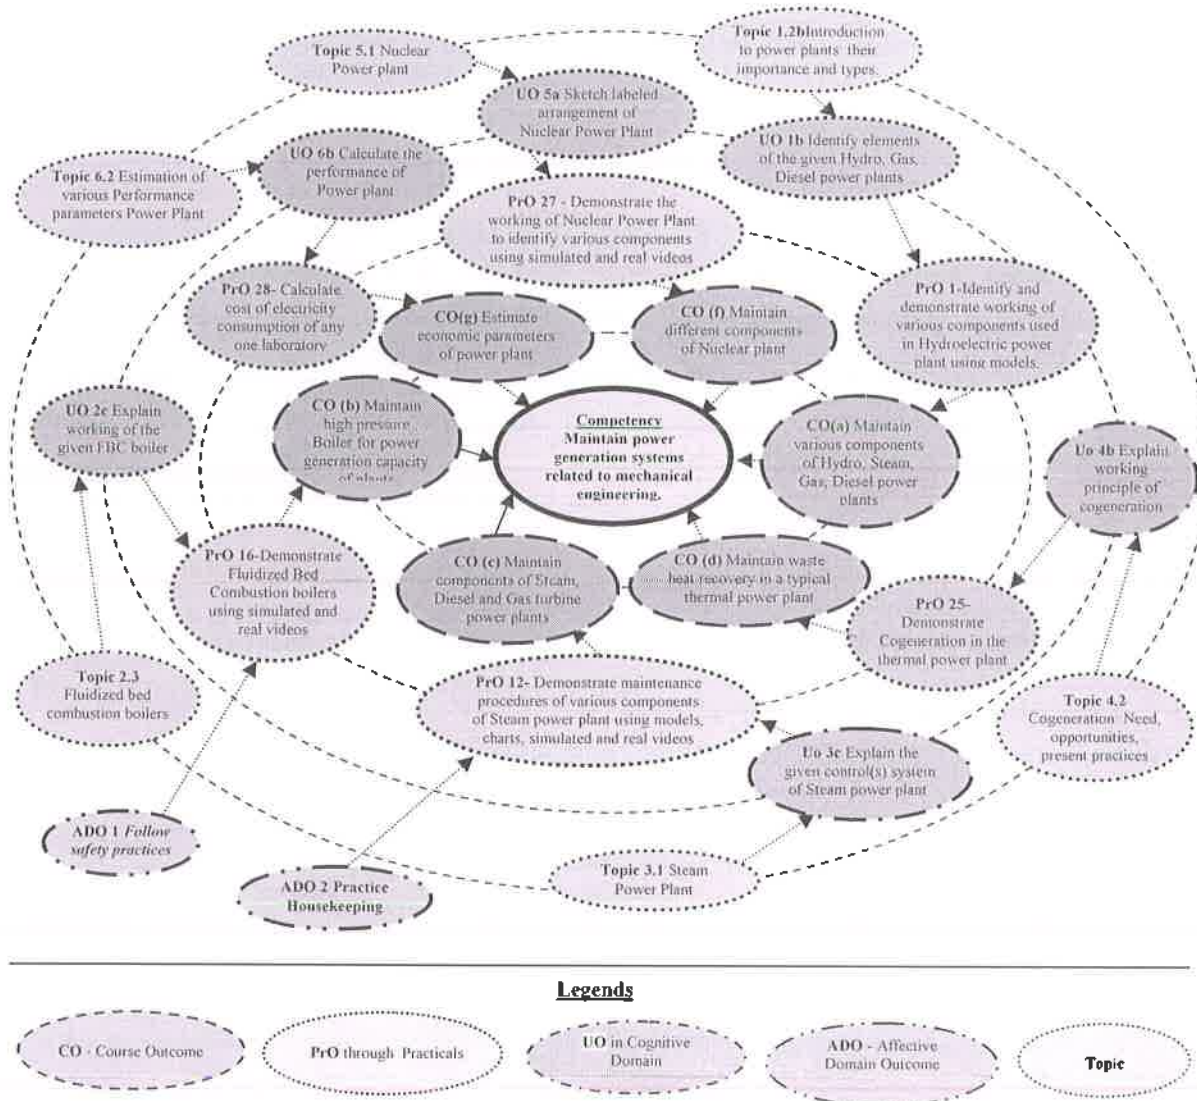 Topic 5.1 Nuclear
Power plant
Topic 1.2bIntroduction
to power plants their
importance and types.
UO 5a Sketch labeled
arrangement of
Nuclear Power Plant
UO 6b Calculate the
performance of
Power plant
UO 1b Identify elements
of the given Hydro, Gas,
Diesel power plants
Topic 6.2 Estimation of
various Performance
parameters Power Plant
PrO 27 - Demonstrate the
working of Nuclear Power Plant
to identify various components
using simulated and real videos
PrO 28- Calculate
cost of electricity
consumption of any
one laboratory
CO(g) Estimate
economic parameters
of power plant
CO (f) Maintain
different components
of Nuclear plant
PrO 1-Identify and
demonstrate working of
various components used
in Hydroelectric power
plant using models.
UO 2c Explain
working of the
given FBC boiler
CO (b) Maintain
high pressure
Boiler for power
generation capacity
of plants
Competency
Maintain power
generation systems
related to mechanical
engineering.
CO(a) Maintain
various components
of Hydro, Steam,
Gas, Diesel power
plants
Uo 4b Explain
working
principle of
cogeneration
PrO 16-Demonstrate
Fluidized Bed
Combustion boilers
using simulated and
real videos
CO (c) Maintain
components of Steam,
Diesel and Gas turbine
power plants
CO (d) Maintain waste
heat recovery in a typical
thermal power plant
PrO 25-
Demonstrate
Cogeneration in the
thermal power plant
Topic 2.3
Fluidized bed
combustion boilers
PrO 12- Demonstrate maintenance
procedures of various components
of Steam power plant using models,
charts, simulated and real videos
Topic 4.2
Cogeneration Need,
opportunities,
present practices
Uo 3c Explain the
given control(s) system
of Steam power plant
ADO 1 Follow
safety practices
ADO 2 Practice
Housekeeping
Topic 3.1 Steam
Power Plant
Legends
CO - Course Outcome
PrO through Practicals
UO in Cognitive
Domain
ADO - Affective
Domain Outcome
Topic